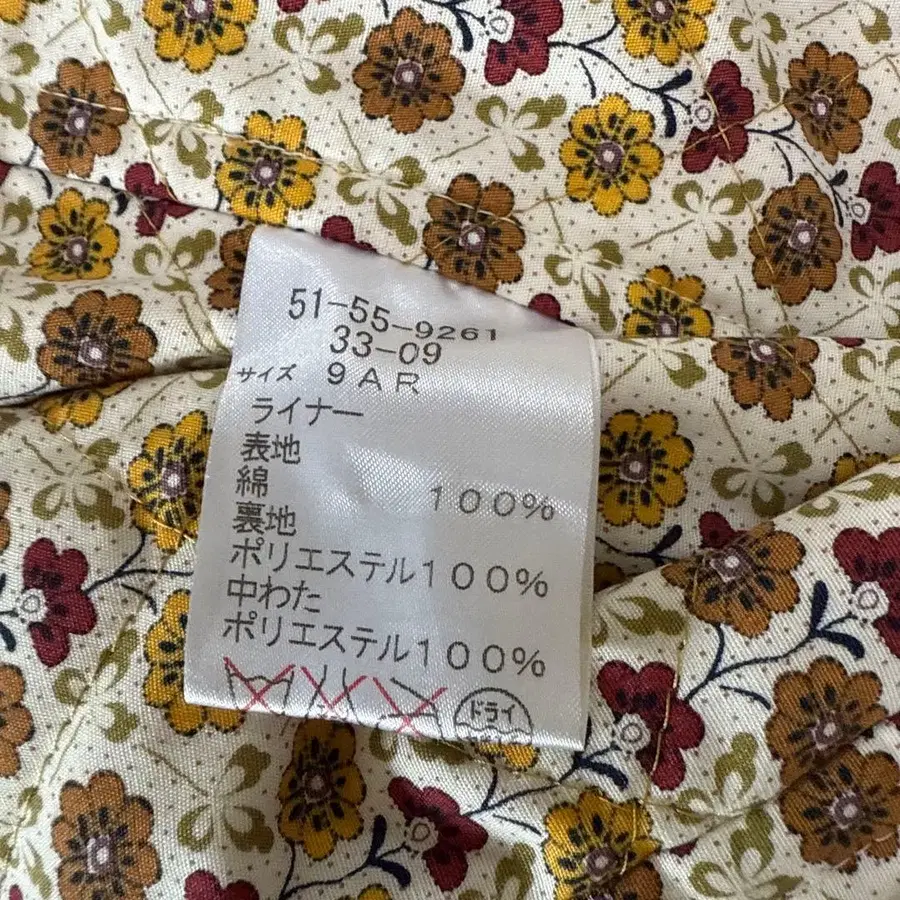 51-55-9261
33-09
サイズ 9AR
ライナー
表地
綿 100%
裏地
ポリエステル100%
中わた
ポリエステル100%
ドライ